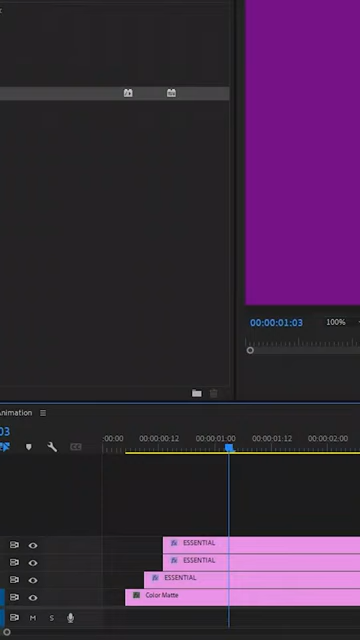 00:00:01:03
100%
Animation
03
:00:00
00:00:00:12
00:00:01:00
00:00:01:12
00:00:02:00
ESSENTIAL
ESSENTIAL
ESSENTIAL
Color Matte
M S